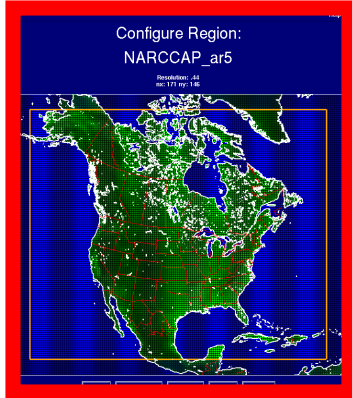 Configure Region:
NARCCAP_ar5
Resolution: .44
nx: 171 ny: 146